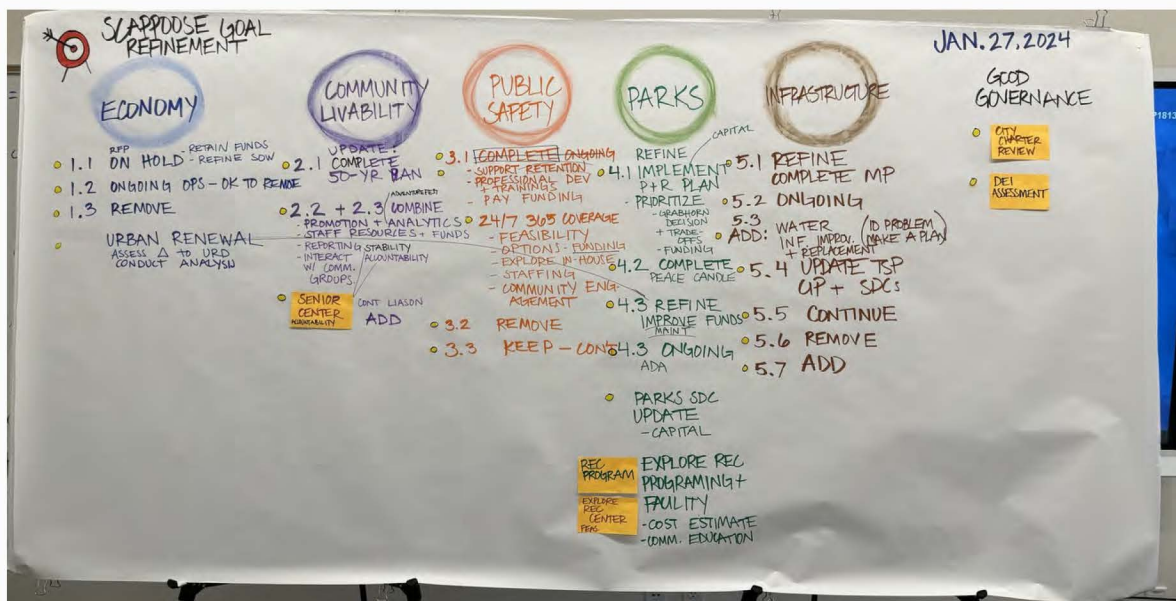 SCAPPOOSE GOAL
REFINEMENT
JAN. 27, 2024
ECONOMY
RFP
- RETAIN FUNDS
1.1 ON HOLD - REFINE SOW
1.2 ONGOING OPS - OK TO REMOVE
1.3 REMOVE
URBAN RENEWAL
ASSESS Δ TO URD
CONDUCT ANALYSIS
COMMUNITY
LIVABILITY
UPDATE:
2.1 COMPLETE
50-YR PLAN
2.2 + 2.3 COMBINE
- PROMOTION + ANALYTICS
- STAFF RESOURCES + FUNDS
- REPORTING
- INTERACT
W/ COMM.
GROUPS
STABILITY
SENIOR
CENTER
CONT LIASON
ADD
PUBLIC
SAFETY
3.1 COMPLETE ONGOING
- SUPPORT RETENTION
- PROFESSIONAL DEV
+ TRAININGS
- PAY FUNDING
24/7 365 COVERAGE
- FEASIBILITY
- OPTIONS - FUNDING
- EXPLORE IN-HOUSE
- STAFFING
- COMMUNITY ENG-
AGEMENT
3.2 REMOVE
3.3 KEEP - CONT
PARKS
CAPITAL
REFINE
4.1 IMPLEMENT
P+R PLAN
- PRIORITIZE
- GRABHORN
DECISION
+ TRADE-
OFFS
- FUNDING
4.2 COMPLETE
PEACE CANDLE
4.3 REFINE
IMPROVE FUNDS
MAINT
4.3 ONGOING
ADA
PARKS SDC
UPDATE
- CAPITAL
REC
PROGRAM
EXPLORE
REC
CENTER
FEAS
EXPLORE REC
PROGRAMING +
FACILITY
- COST ESTIMATE
- COMM. EDUCATION
INFRASTRUCTURE
5.1 REFINE
COMPLETE MP
5.2 ONGOING
5.3
ADD: WATER
INF IMPROV.
+ REPLACEMENT
(ID PROBLEM
MAKE A PLAN)
5.4 UPDATE TSP
CIP + SDCs
5.5 CONTINUE
5.6 REMOVE
5.7 ADD
GOOD
GOVERNANCE
CITY
CHARTER
REVIEW
DEI
ASSESSMENT